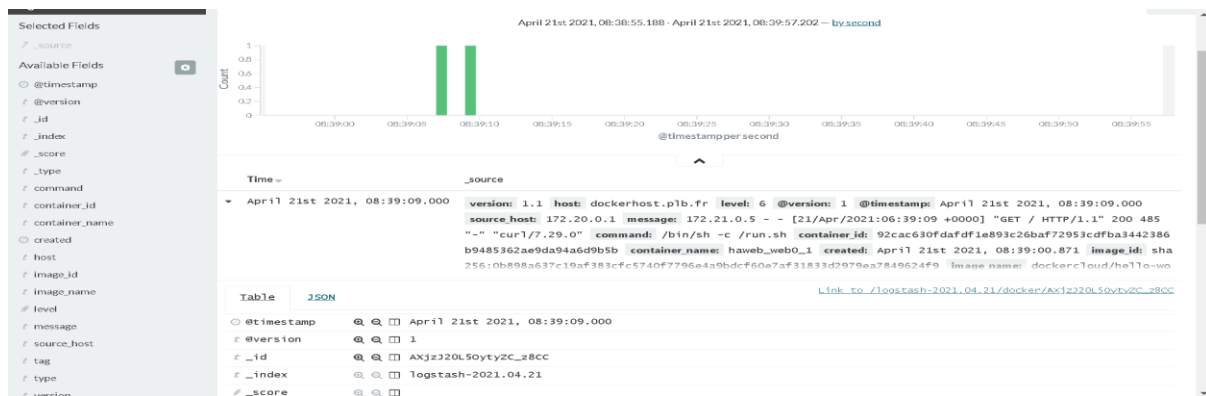 Selected Fields
? _source
Available Fields
@timestamp
t @version
t _id
t _index
# _score
t _type
t command
t container_id
t container_name
created
t host
t image_id
t image_name
# level
t message
t source_host
t tag
t type
t version
April 21st 2021, 08:38:55.188 - April 21st 2021, 08:39:57.202 — by second
Count
1
0.8
0.6
0.4
0.2
0
08:39:00 08:39:05 08:39:10 08:39:15 08:39:20 08:39:25 08:39:30 08:39:35 08:39:40 08:39:45 08:39:50 08:39:55
@timestamp per second
Time _source
April 21st 2021, 08:39:09.000
version: 1.1 host: dockerhost.plb.fr level: 6 @version: 1 @timestamp: April 21st 2021, 08:39:09.000
source_host: 172.20.0.1 message: 172.21.0.5 - - [21/Apr/2021:06:39:09 +0000] "GET / HTTP/1.1" 200 485
"-" "curl/7.29.0" command: /bin/sh -c /run.sh container_id: 92cac630fdafdf1e893c26baf72953cdfba3442386
b9485362ae9da94a6d9b5b container_name: haweb_web0_1 created: April 21st 2021, 08:39:00.871 image_id: sha
256:0b898a637c19af383cfc5740f7796e4a9bdcf60e7af31833d2979ea7849624f9 image_name: dockercloud/hello-wo
Table JSON
Link to /logstash-2021.04.21/docker/AXjzJ20L5OytyZC_z8CC
@timestamp April 21st 2021, 08:39:09.000
t @version 1
t _id AXjzJ20L5OytyZC_z8CC
t _index logstash-2021.04.21
# _score